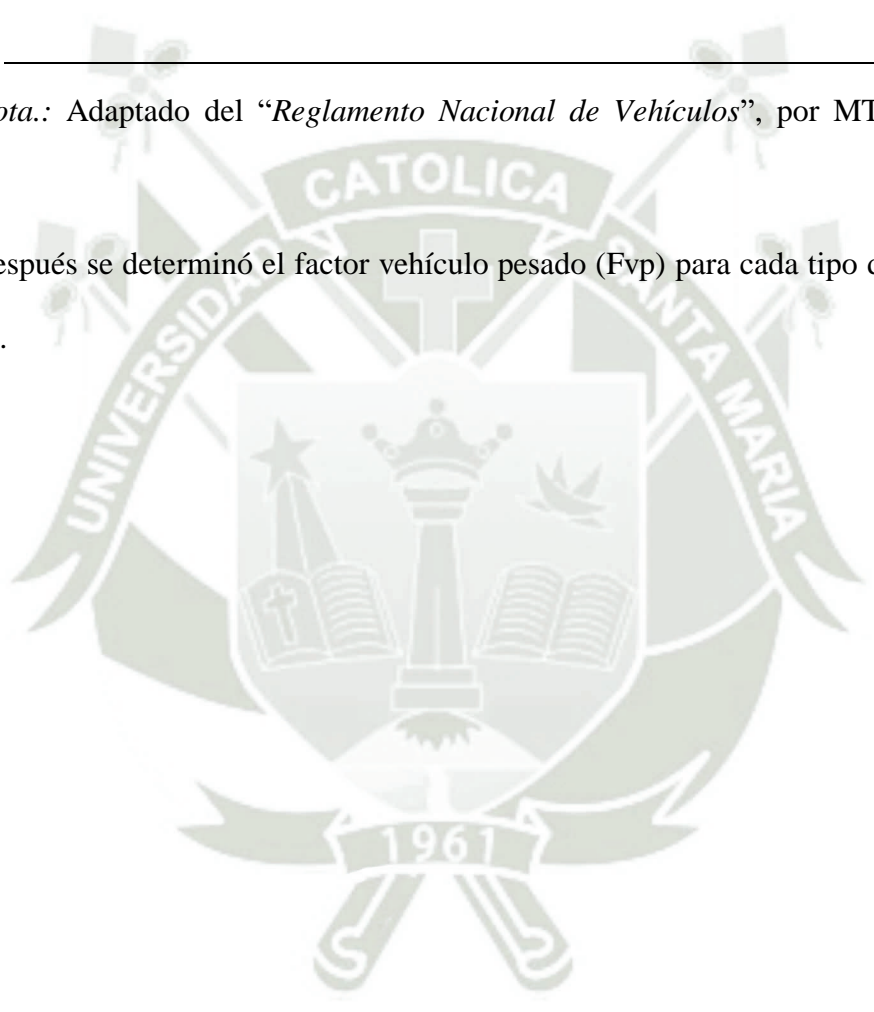 ota.: Adaptado del “Reglamento Nacional de Vehículos”, por MT
espués se determinó el factor vehículo pesado (Fvp) para cada tipo d
.
UNIVERSIDAD CATOLICA SANTA MARIA
1961